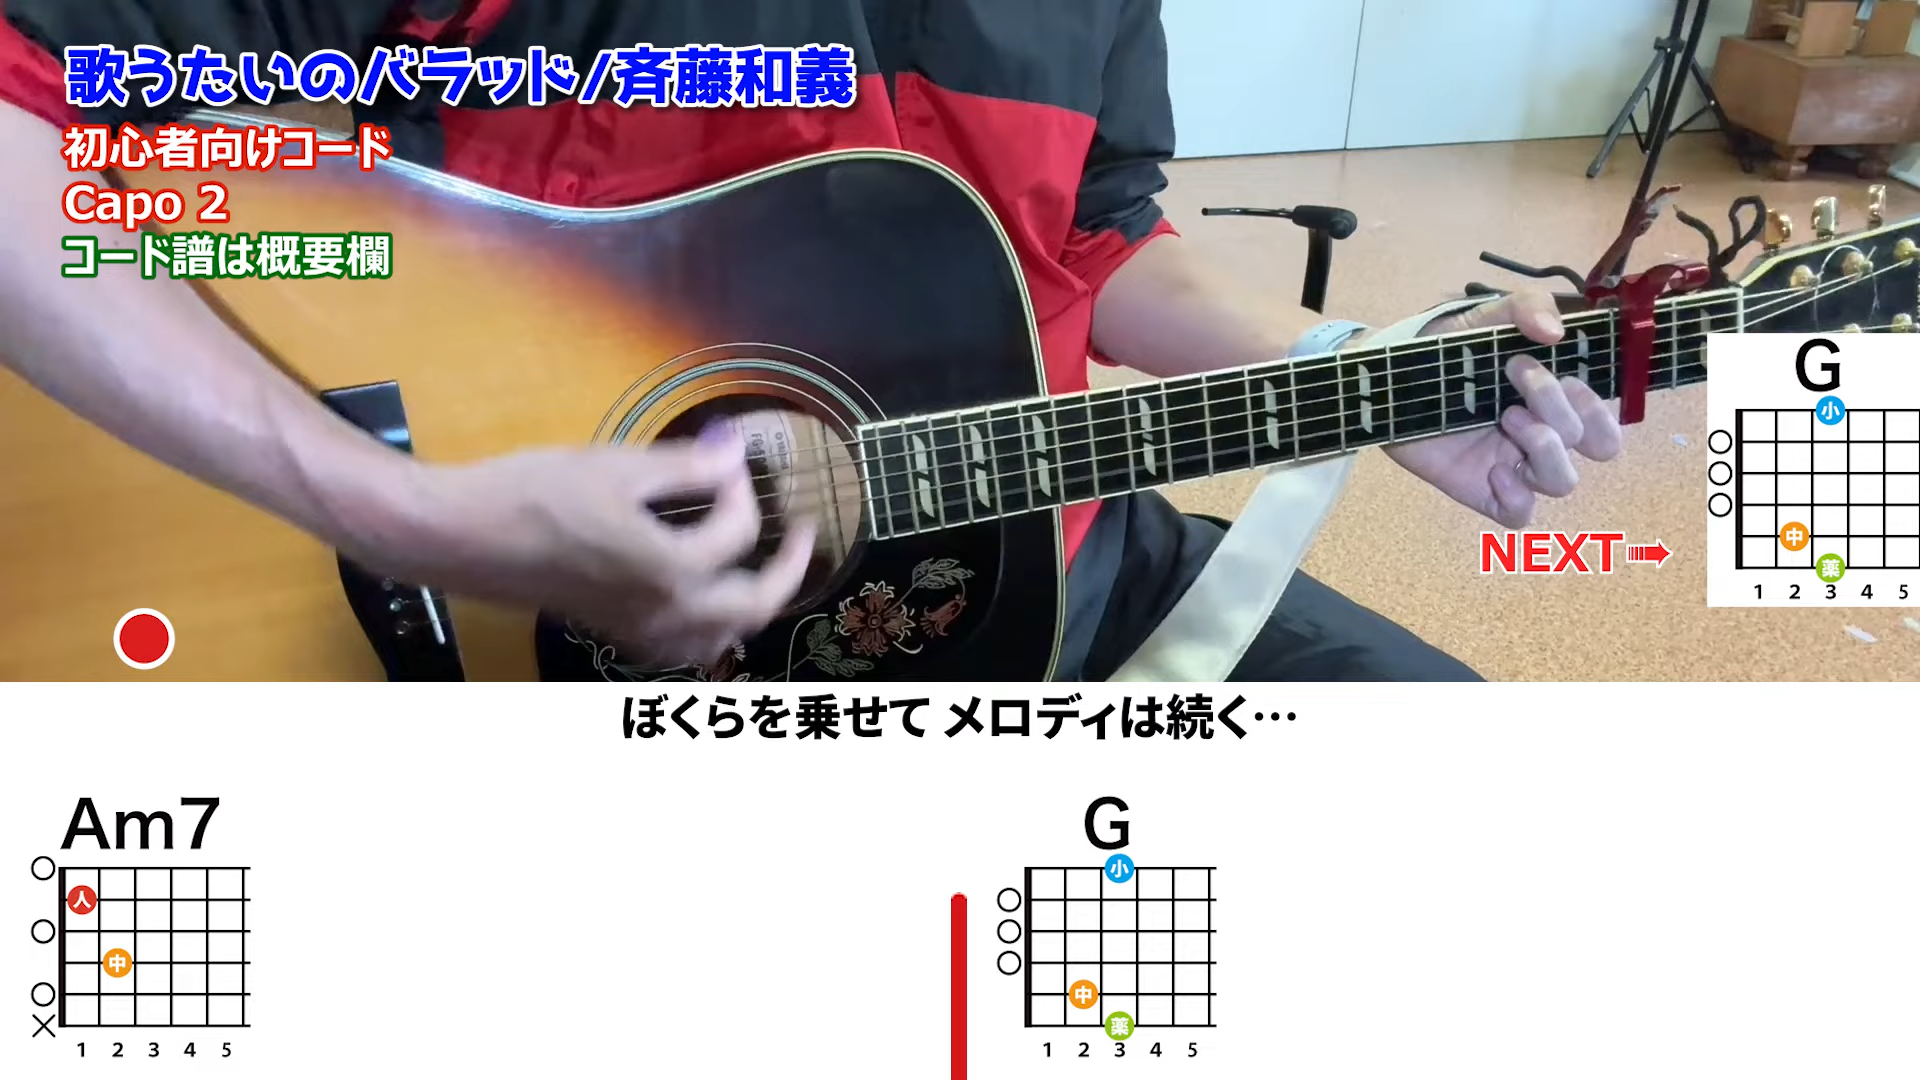 歌うたいのバラッド/斉藤和義
初心者向けコード
Capo 2
コード譜は概要欄
G
小
中
薬
1 2 3 4 5
NEXT
ぼくらを乗せて メロディは続く…
Am7
人
中
1 2 3 4 5
G
小
中
薬
1 2 3 4 5